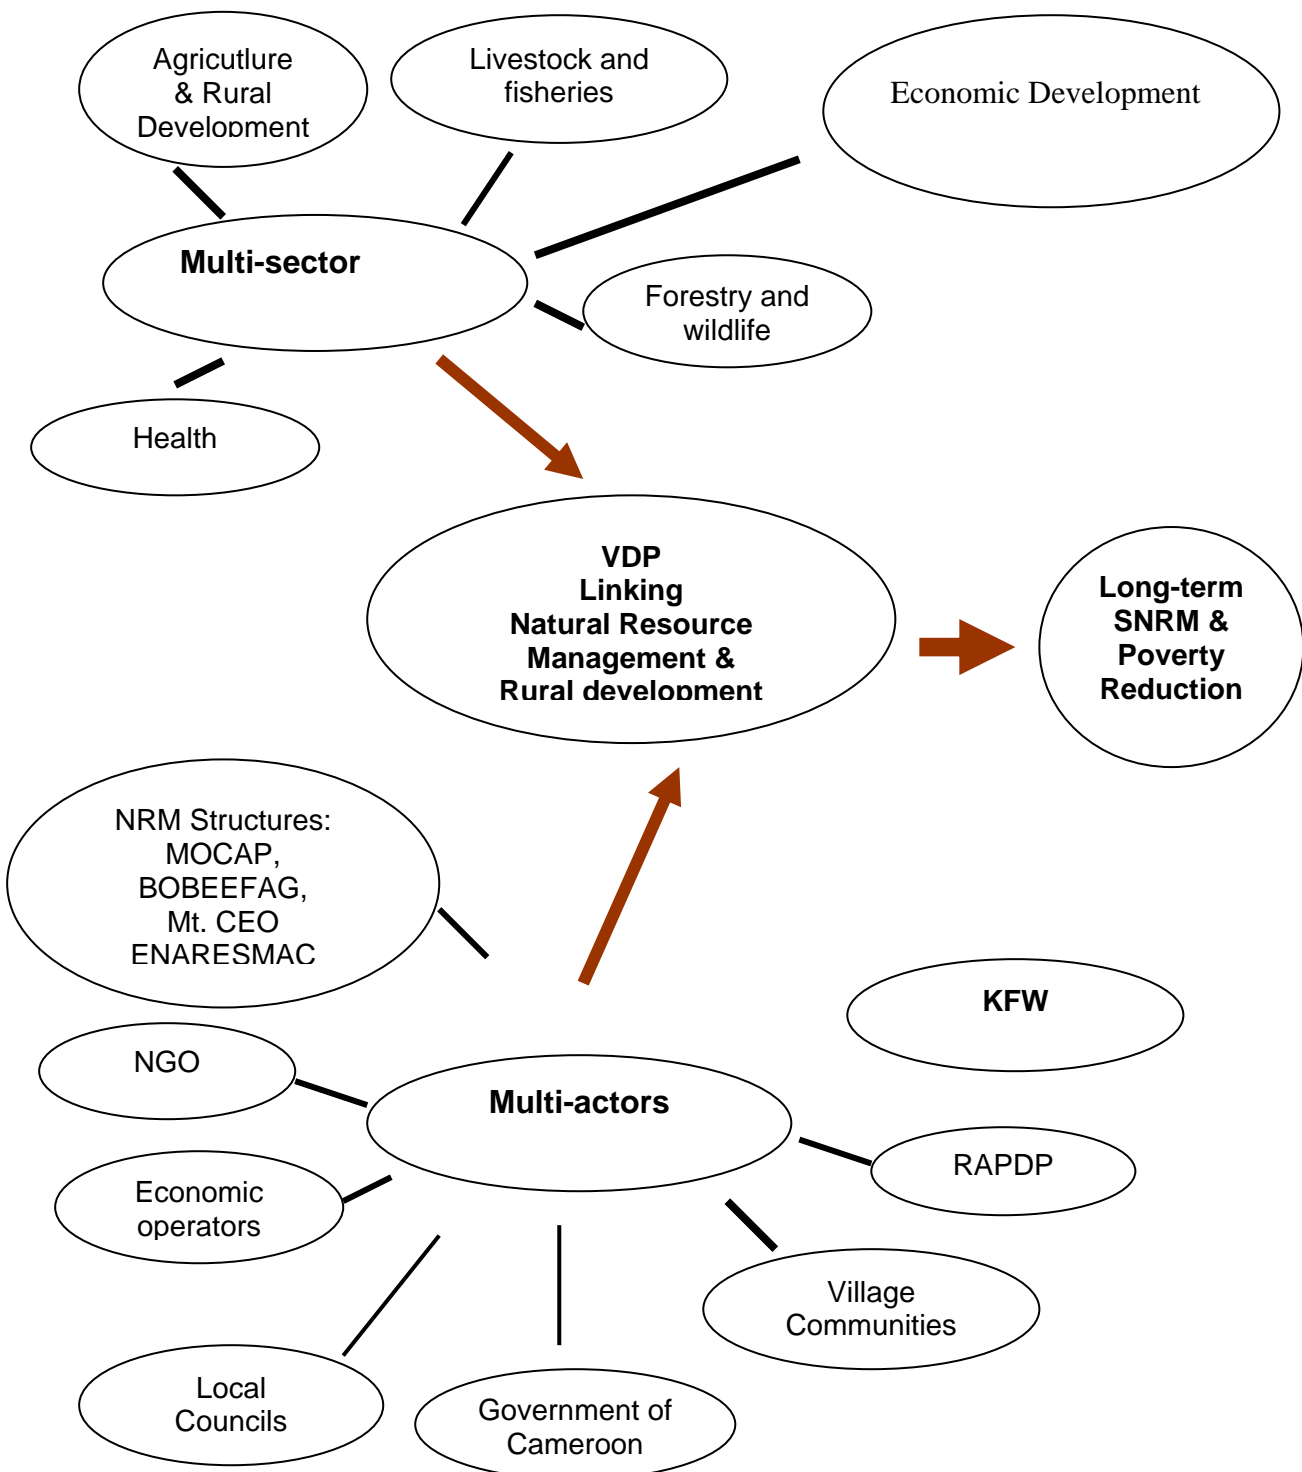 Agricutlure
& Rural
Development
Livestock and
fisheries
Economic Development
Multi-sector
Forestry and
wildlife
Health
VDP
Linking
Natural Resource
Management &
Rural development
Long-term
SNRM &
Poverty
Reduction
NRM Structures:
MOCAP,
BOBEEFAG,
Mt. CEO
ENARESMAC
KFW
NGO
Multi-actors
RAPDP
Economic
operators
Village
Communities
Local
Councils
Government of
Cameroon